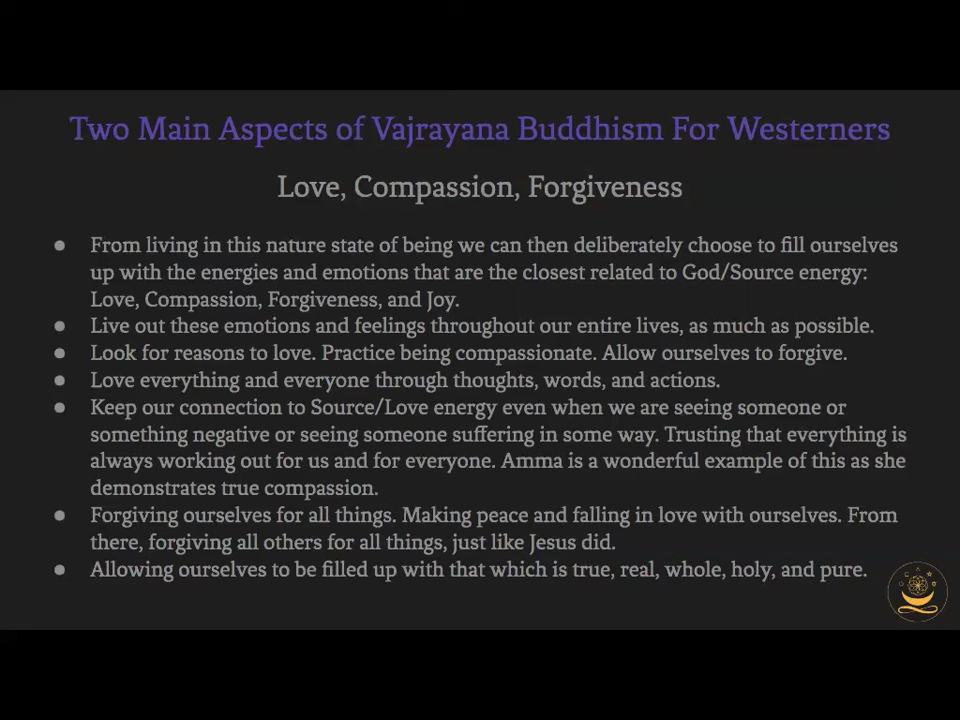 Two Main Aspects of Vajrayana Buddhism For Westerners
Love, Compassion, Forgiveness
● From living in this nature state of being we can then deliberately choose to fill ourselves
up with the energies and emotions that are the closest related to God/Source energy:
Love, Compassion, Forgiveness, and Joy.
● Live out these emotions and feelings throughout our entire lives, as much as possible.
● Look for reasons to love. Practice being compassionate. Allow ourselves to forgive.
● Love everything and everyone through thoughts, words, and actions.
● Keep our connection to Source/Love energy even when we are seeing someone or
something negative or seeing someone suffering in some way. Trusting that everything is
always working out for us and for everyone. Amma is a wonderful example of this as she
demonstrates true compassion.
● Forgiving ourselves for all things. Making peace and falling in love with ourselves. From
there, forgiving all others for all things, just like Jesus did.
● Allowing ourselves to be filled up with that which is true, real, whole, holy, and pure.